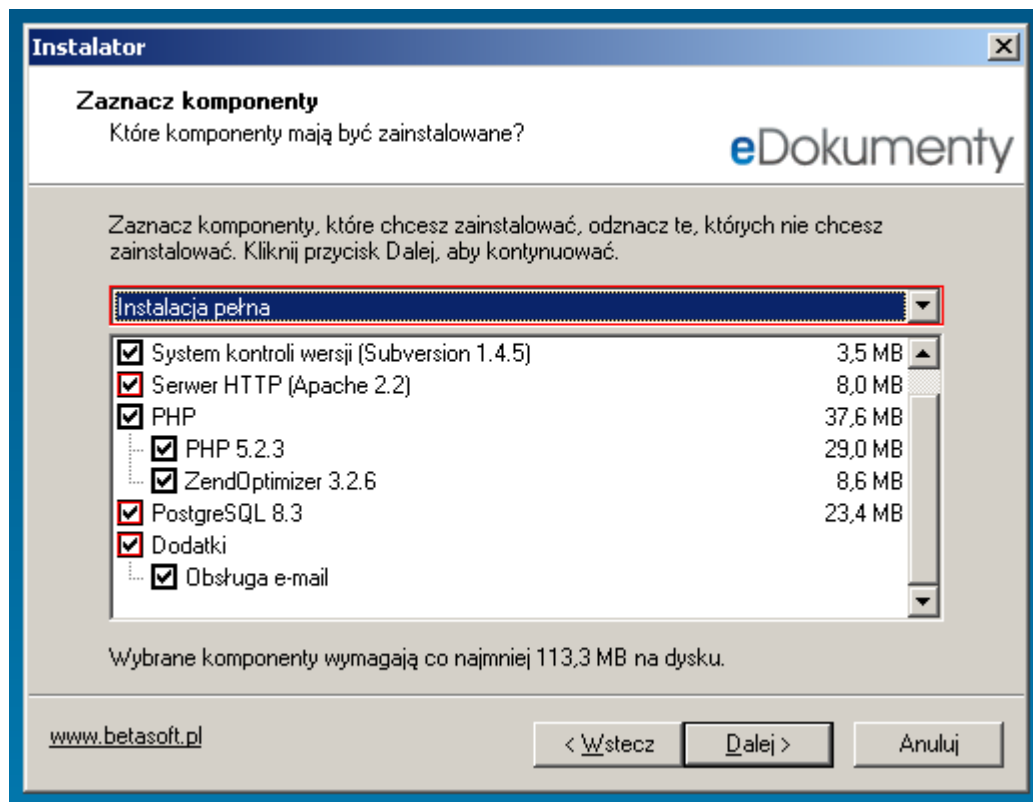 Instalator
Zaznacz komponenty
Które komponenty mają być zainstalowane?
eDokumenty
Zaznacz komponenty, które chcesz zainstalować, odznacz te, których nie chcesz
zainstalować. Kliknij przycisk Dalej, aby kontynuować.
Instalacja pełna
System kontroli wersji (Subversion 1.4.5) 3,5 MB
Serwer HTTP (Apache 2.2) 8,0 MB
PHP 37,6 MB
PHP 5.2.3 29,0 MB
ZendOptimizer 3.2.6 8,6 MB
PostgreSQL 8.3 23,4 MB
Dodatki
Obsługa e-mail
Wybrane komponenty wymagają co najmniej 113,3 MB na dysku.
www.betasoft.pl < Wstecz Dalej > Anuluj